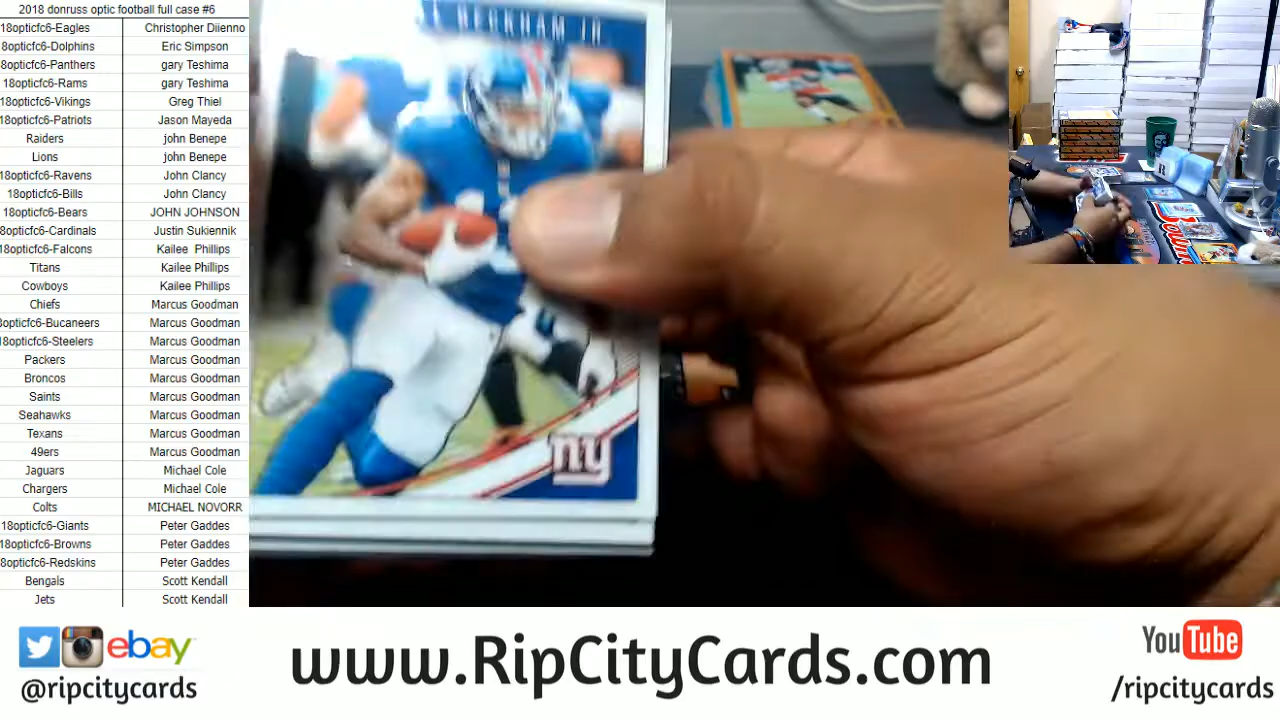 2018 donruss optic football full case #6
18opticfc6-Eagles Christopher Diienno
8opticfc6-Dolphins Eric Simpson
8opticfc6-Panthers gary Teshima
18opticfc6-Rams gary Teshima
18opticfc6-Vikings Greg Thiel
18opticfc6-Patriots Jason Mayeda
Raiders john Benepe
Lions john Benepe
18opticfc6-Ravens John Clancy
18opticfc6-Bills John Clancy
18opticfc6-Bears JOHN JOHNSON
8opticfc6-Cardinals Justin Sukiennik
18opticfc6-Falcons Kailee Phillips
Titans Kailee Phillips
Cowboys Kailee Phillips
Chiefs Marcus Goodman
8opticfc6-Bucaneers Marcus Goodman
18opticfc6-Steelers Marcus Goodman
Packers Marcus Goodman
Broncos Marcus Goodman
Saints Marcus Goodman
Seahawks Marcus Goodman
Texans Marcus Goodman
49ers Marcus Goodman
Jaguars Michael Cole
Chargers Michael Cole
Colts MICHAEL NOVORR
18opticfc6-Giants Peter Gaddes
18opticfc6-Browns Peter Gaddes
8opticfc6-Redskins Peter Gaddes
Bengals Scott Kendall
Jets Scott Kendall
BECKHAM JR
ny
ebay
@ripcitycards
www.RipCityCards.com
YouTube
/ripcitycards